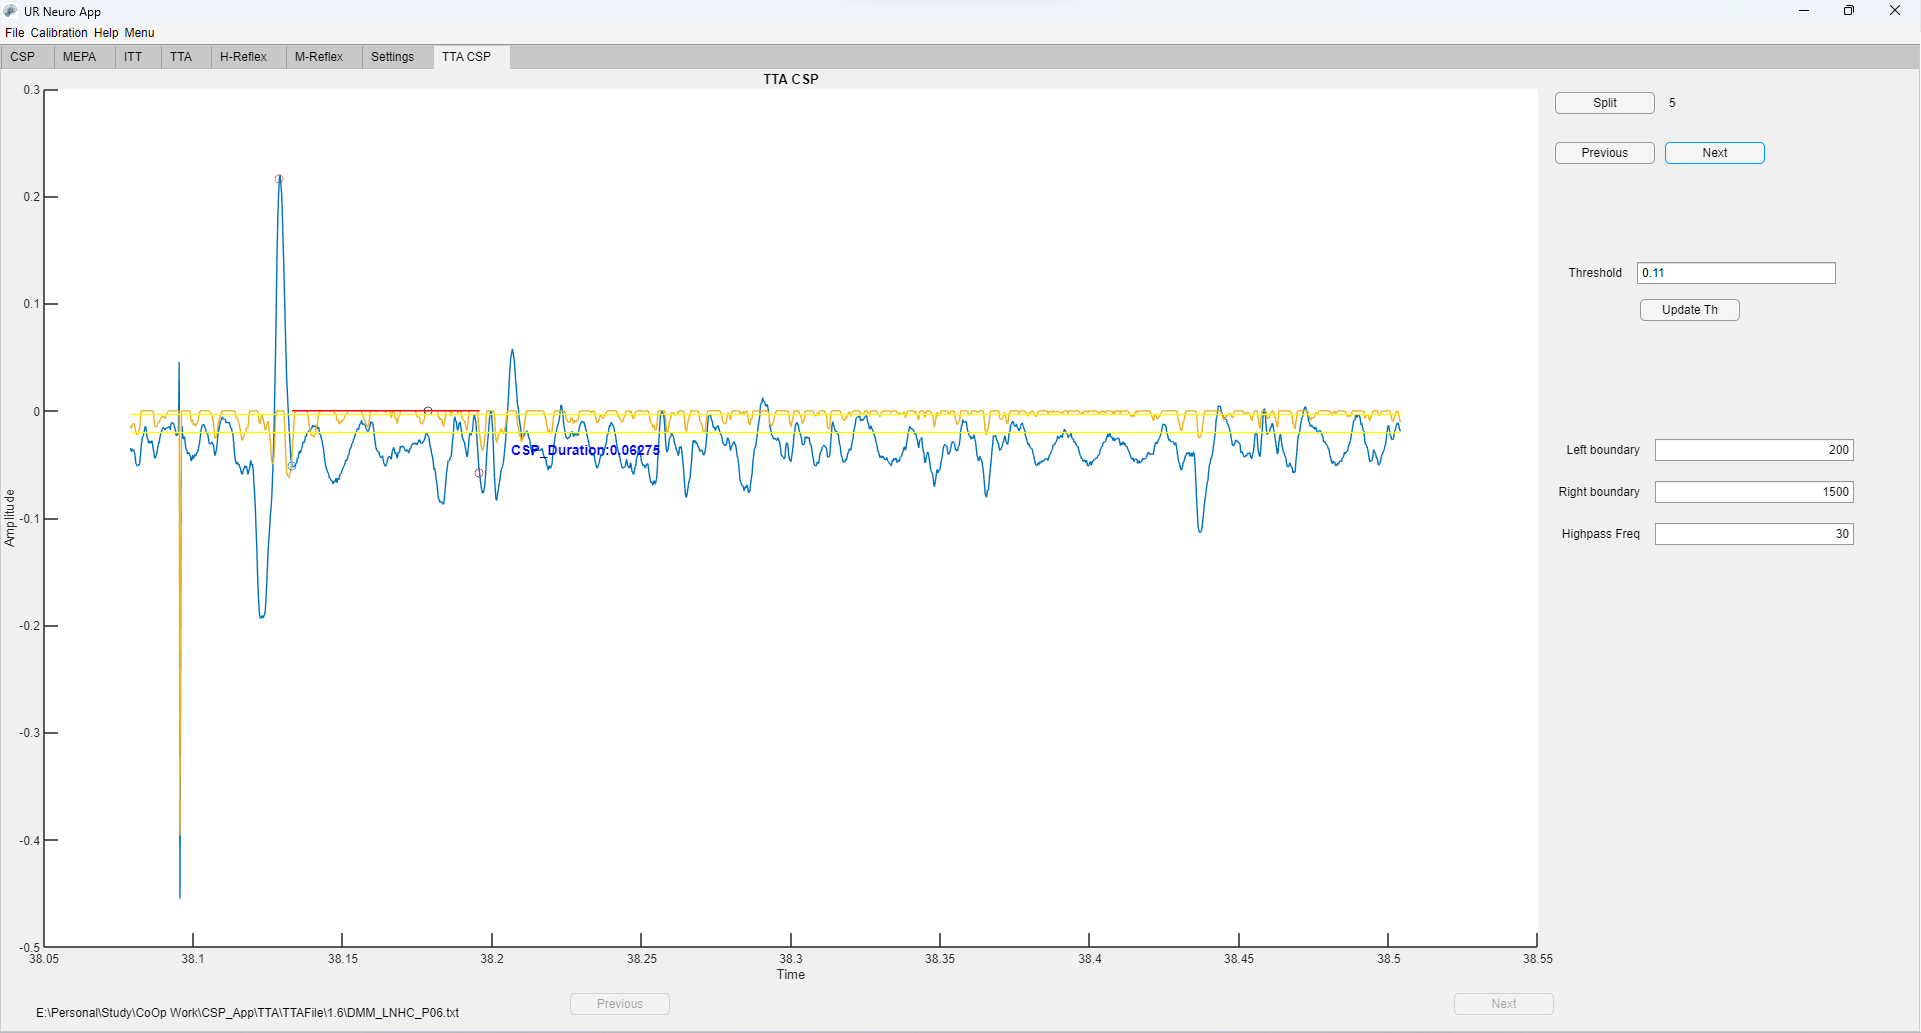 UR Neuro App
File Calibration Help Menu
CSP MEPA ITT TTA H-Reflex M-Reflex Settings TTA CSP
TTA CSP
0.3
0.2
0.1
0
-0.1
-0.2
-0.3
-0.4
-0.5
Amplitude
CSP_Duration:0.06275
38.05 38.1 38.15 38.2 38.25 38.3 38.35 38.4 38.45 38.5 38.55
Time
Split 5
Previous Next
Threshold 0.11
Update Th
Left boundary 200
Right boundary 1500
Highpass Freq 30
Previous Next
E:\Personal\Study\CoOp Work\CSP_App\TTA\TTAFile\1.6\DMM_LNHC_P06.txt